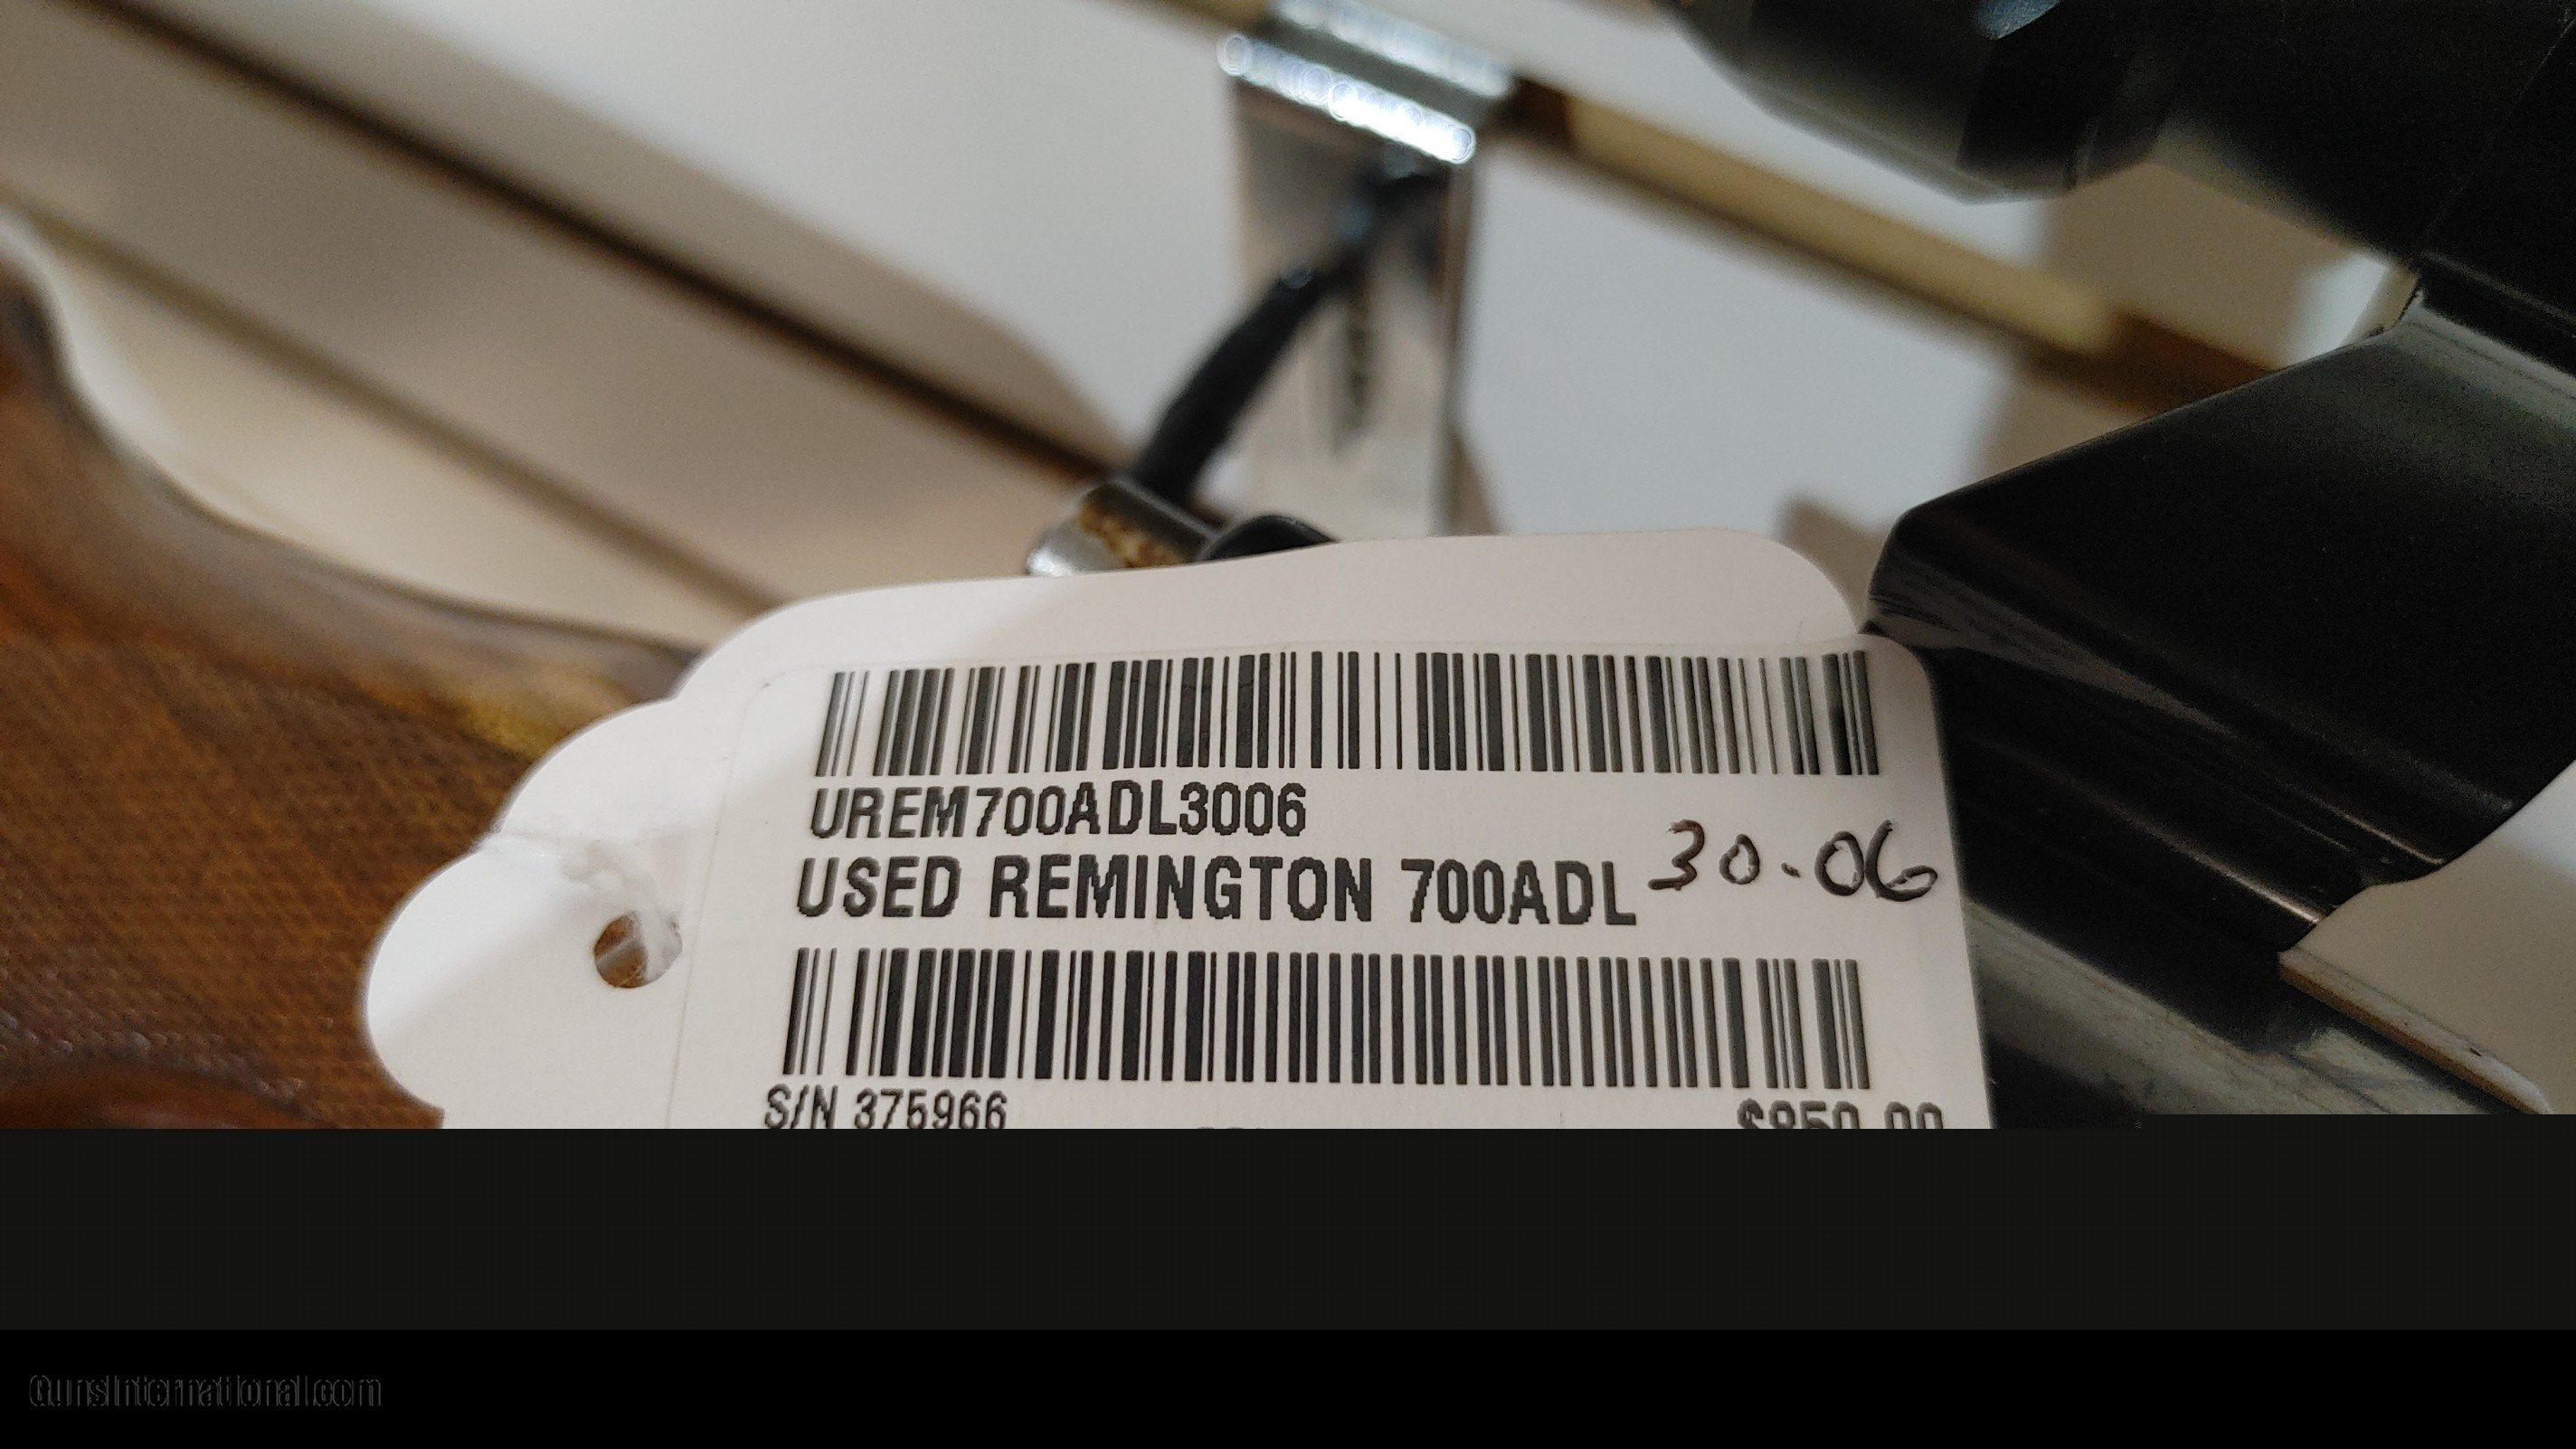 UREM700ADL3006
USED REMINGTON 700ADL 30-06
S/N 375966
GunsInternational.com